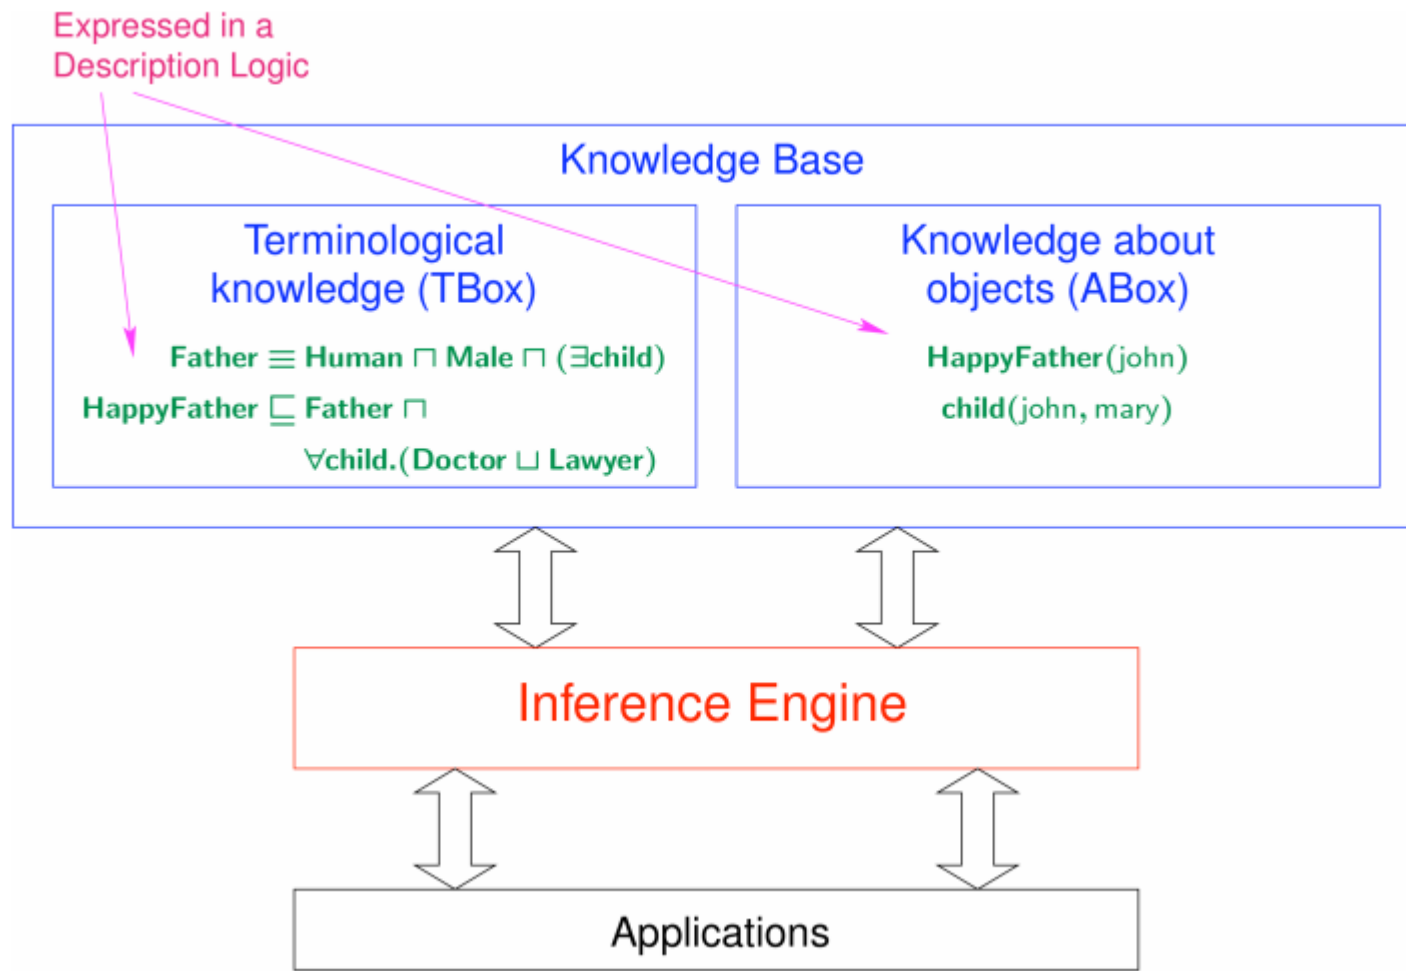 Expressed in a
Description Logic
Knowledge Base
Terminological
knowledge (TBox)
Father ≡ Human ⊓ Male ⊓ (∃child)
HappyFather ⊑ Father ⊓
∀child.(Doctor ⊔ Lawyer)
Knowledge about
objects (ABox)
HappyFather(john)
child(john, mary)
Inference Engine
Applications